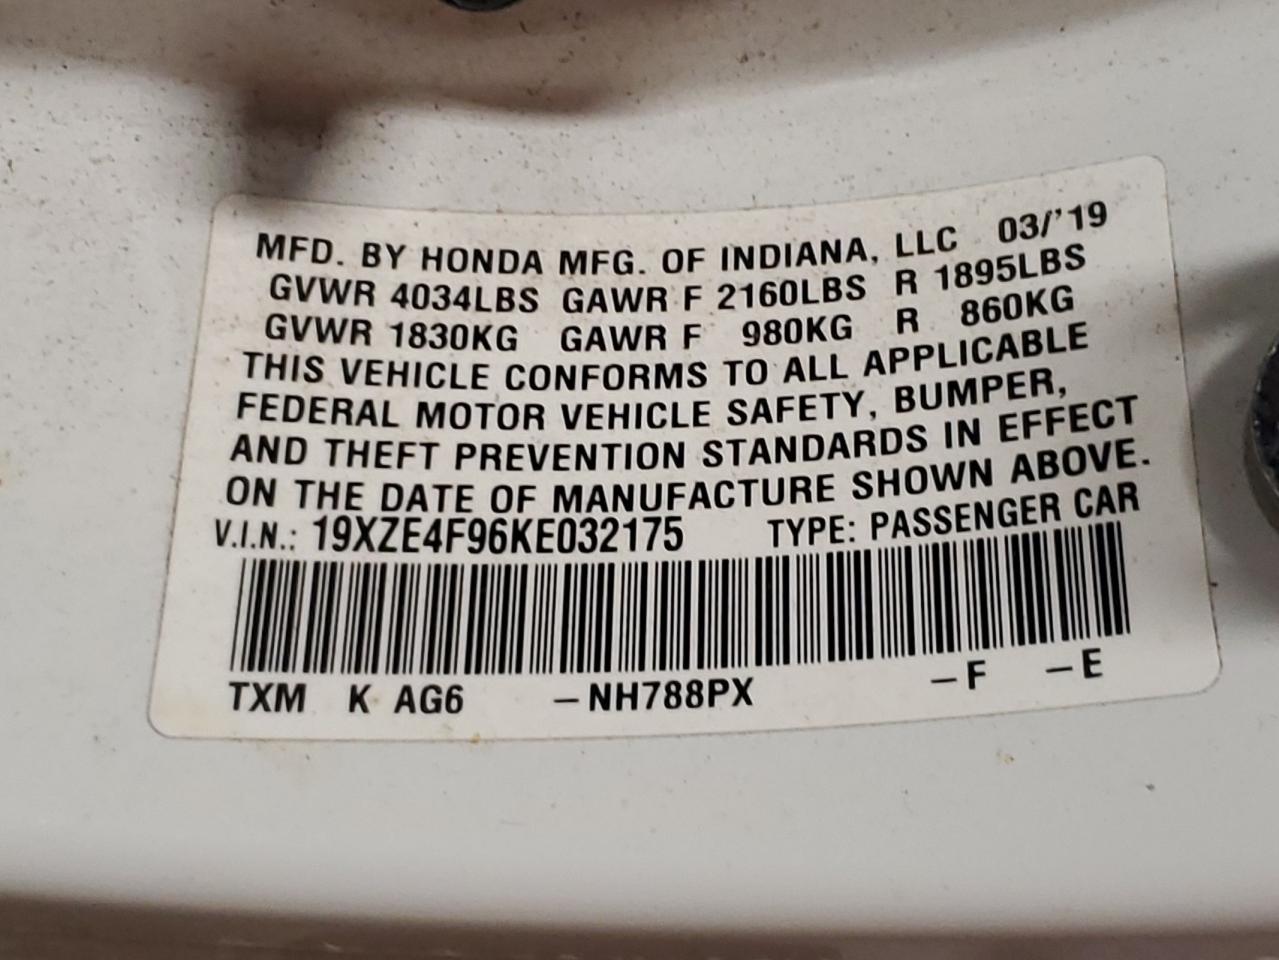 MFD. BY HONDA MFG. OF INDIANA, LLC 03/'19
GVWR 4034LBS GAWR F 2160LBS R 1895LBS
GVWR 1830KG GAWR F 980KG R 860KG
THIS VEHICLE CONFORMS TO ALL APPLICABLE
FEDERAL MOTOR VEHICLE SAFETY, BUMPER,
AND THEFT PREVENTION STANDARDS IN EFFECT
ON THE DATE OF MANUFACTURE SHOWN ABOVE.
V.I.N.: 19XZE4F96KE032175 TYPE: PASSENGER CAR
TXM K AG6 –NH788PX –F –E